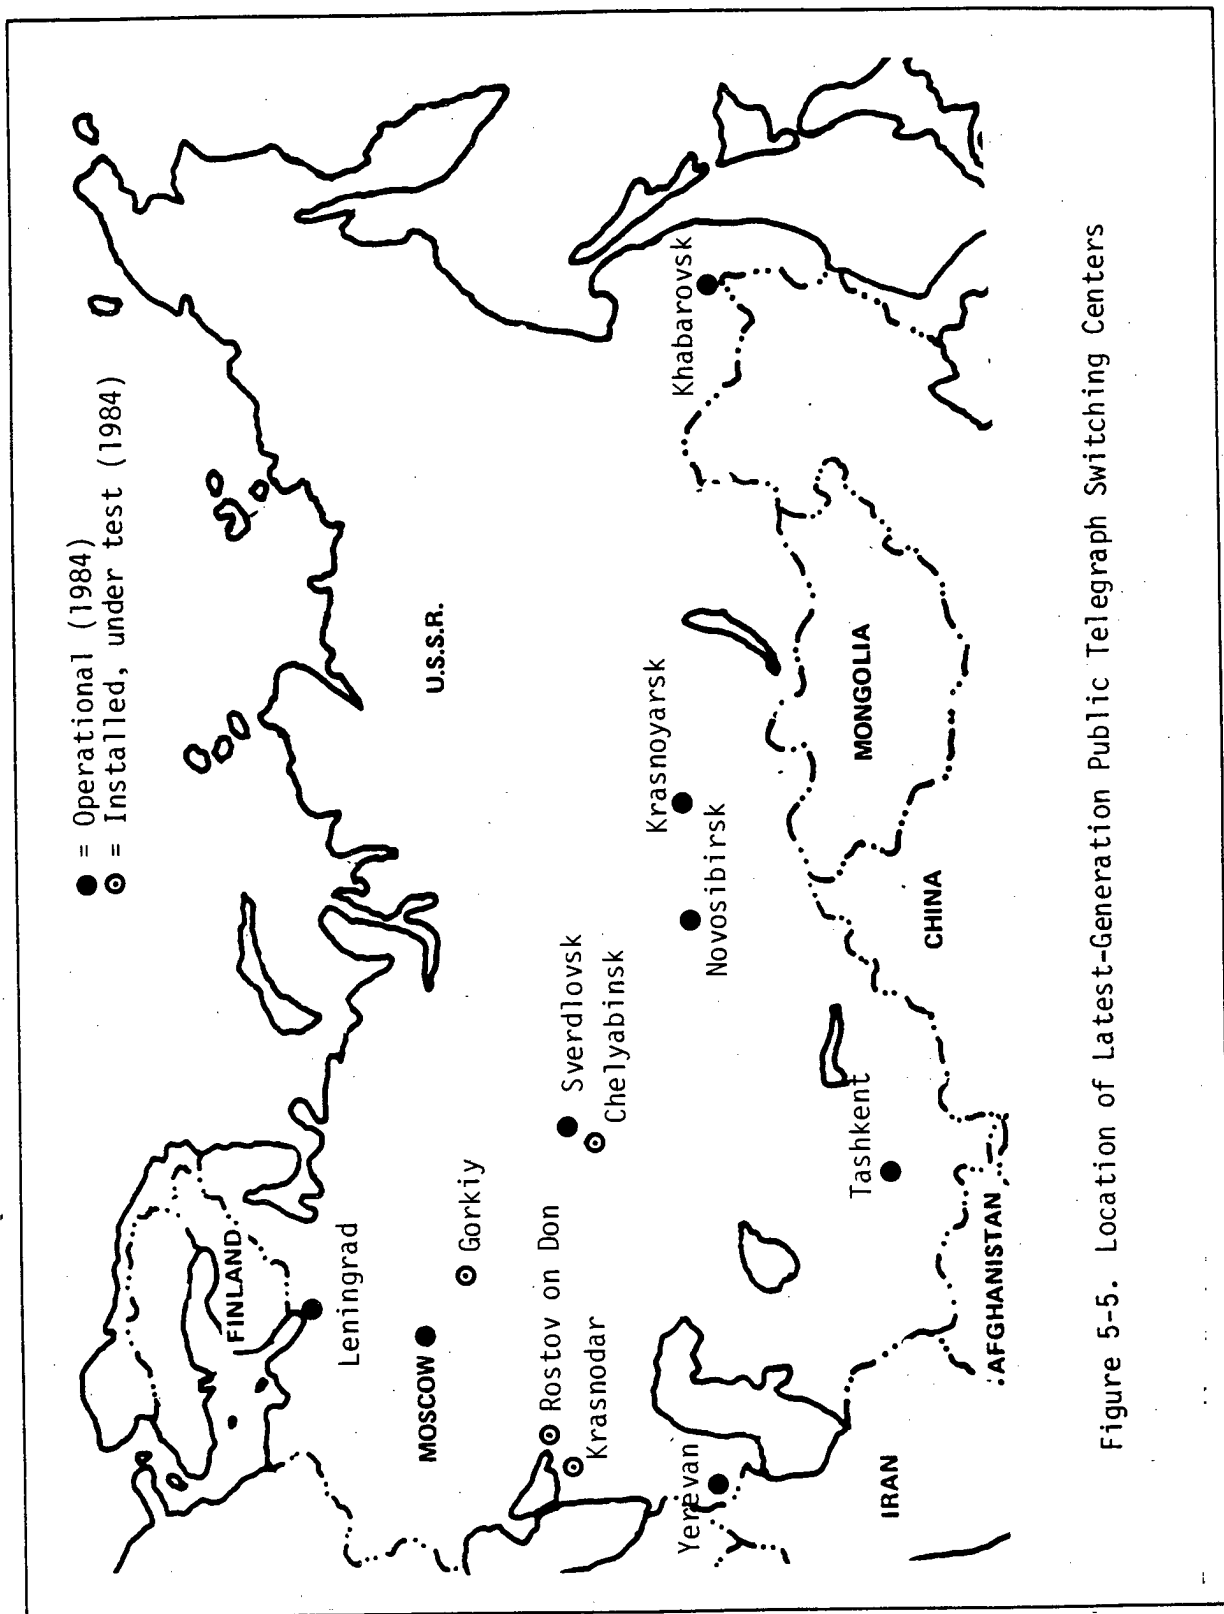 ● = Operational (1984)
⊙ = Installed, under test (1984)
FINLAND
Leningrad
U.S.S.R.
MOSCOW
Gorkiy
Rostov on Don
Krasnodar
Sverdlovsk
Chelyabinsk
Krasnoyarsk
Novosibirsk
Khabarovsk
Yerevan
Tashkent
MONGOLIA
CHINA
IRAN
AFGHANISTAN
Figure 5-5. Location of Latest-Generation Public Telegraph Switching Centers